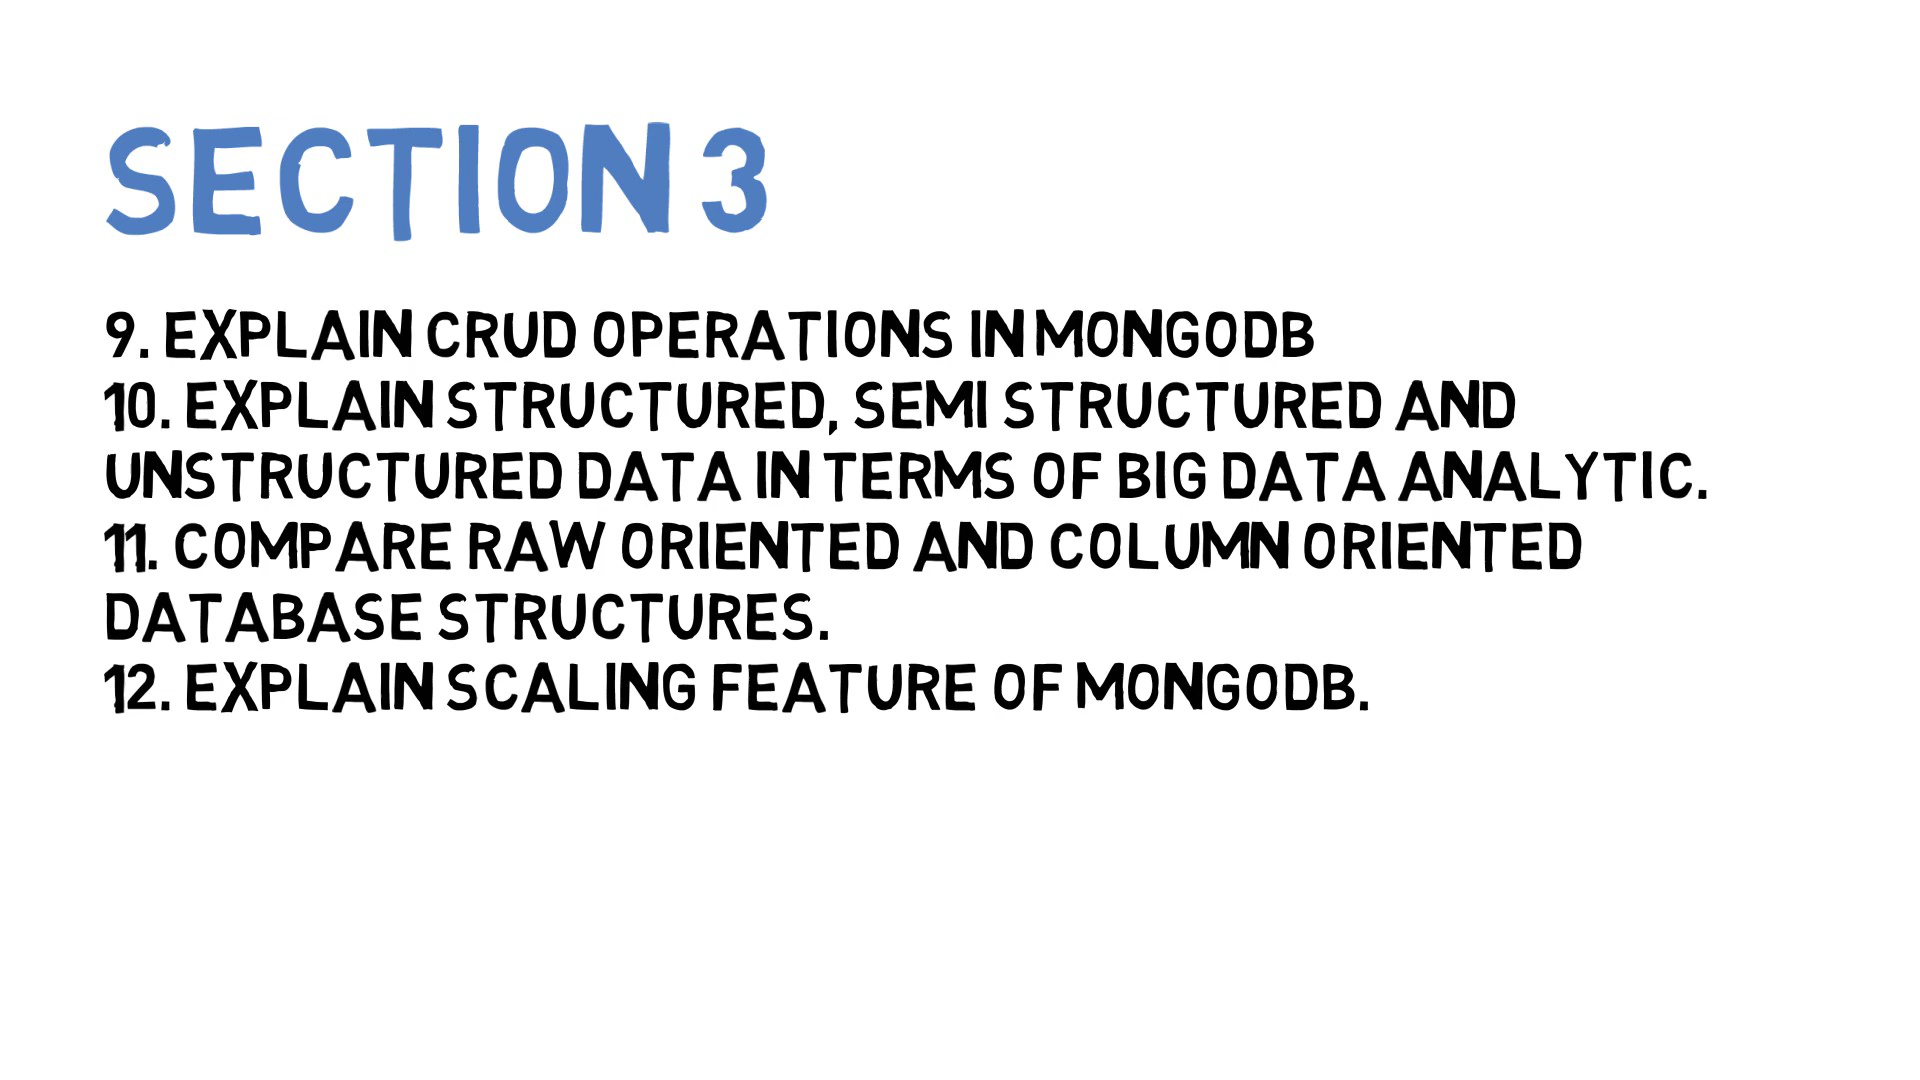 SECTION 3
9. EXPLAIN CRUD OPERATIONS IN MONGODB
10. EXPLAIN STRUCTURED, SEMI STRUCTURED AND
UNSTRUCTURED DATA IN TERMS OF BIG DATA ANALYTIC.
11. COMPARE RAW ORIENTED AND COLUMN ORIENTED
DATABASE STRUCTURES.
12. EXPLAIN SCALING FEATURE OF MONGODB.